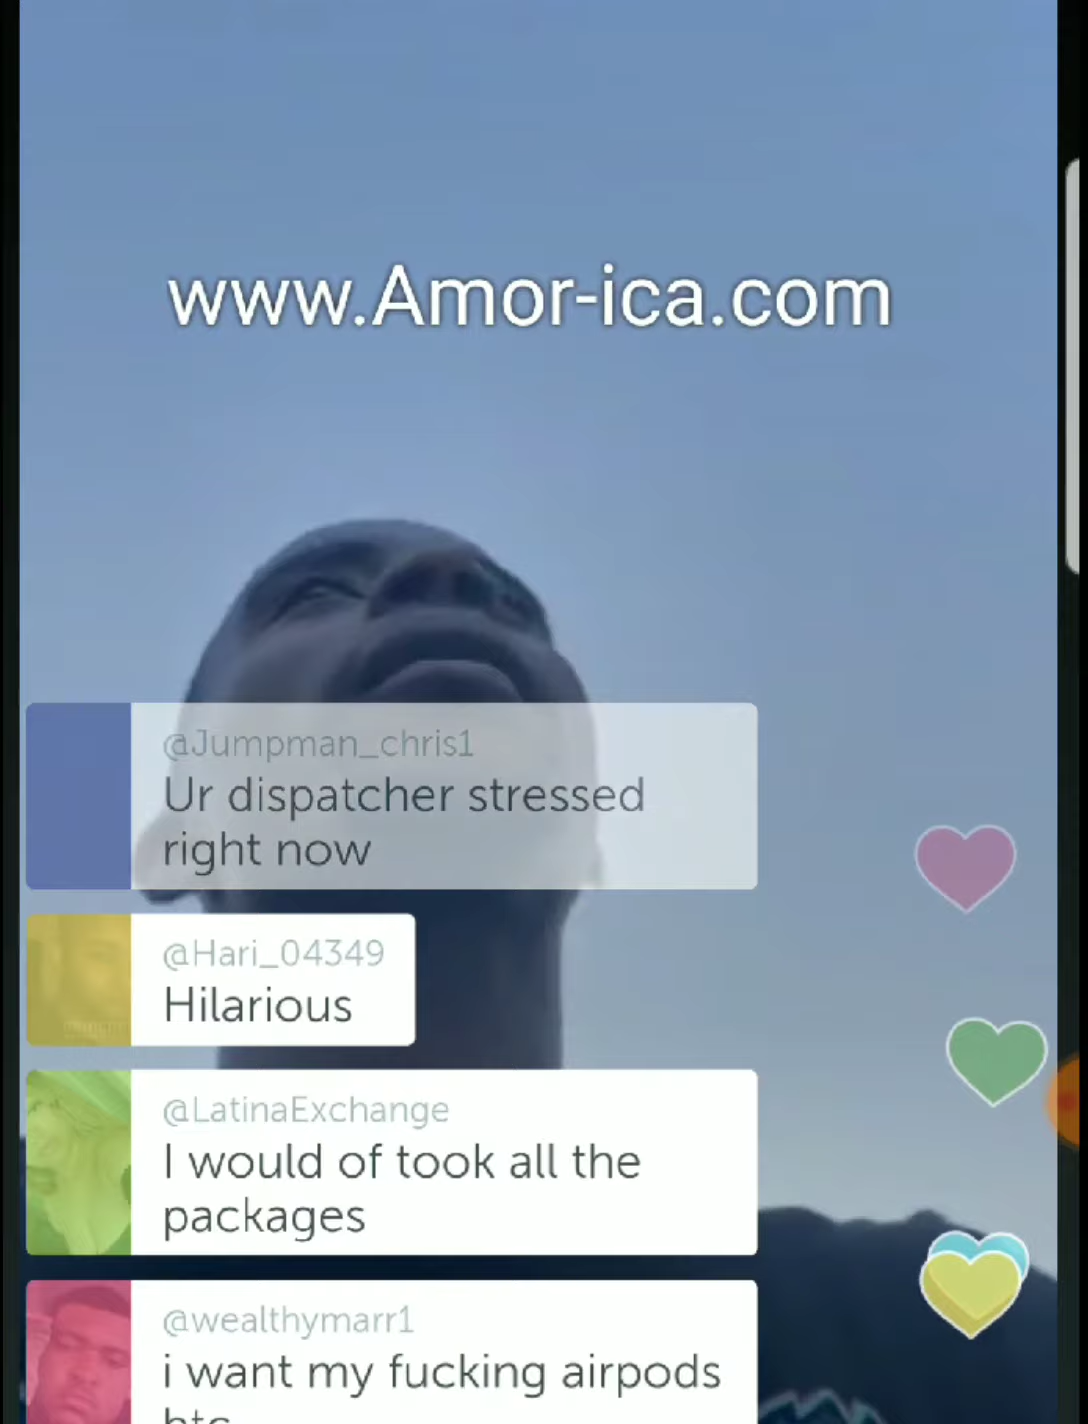 www.Amor-ica.com
@Jumpman_chris1
Ur dispatcher stressed
right now
@Hari_04349
Hilarious
@LatinaExchange
I would of took all the
packages
@wealthymarr1
i want my fucking airpods